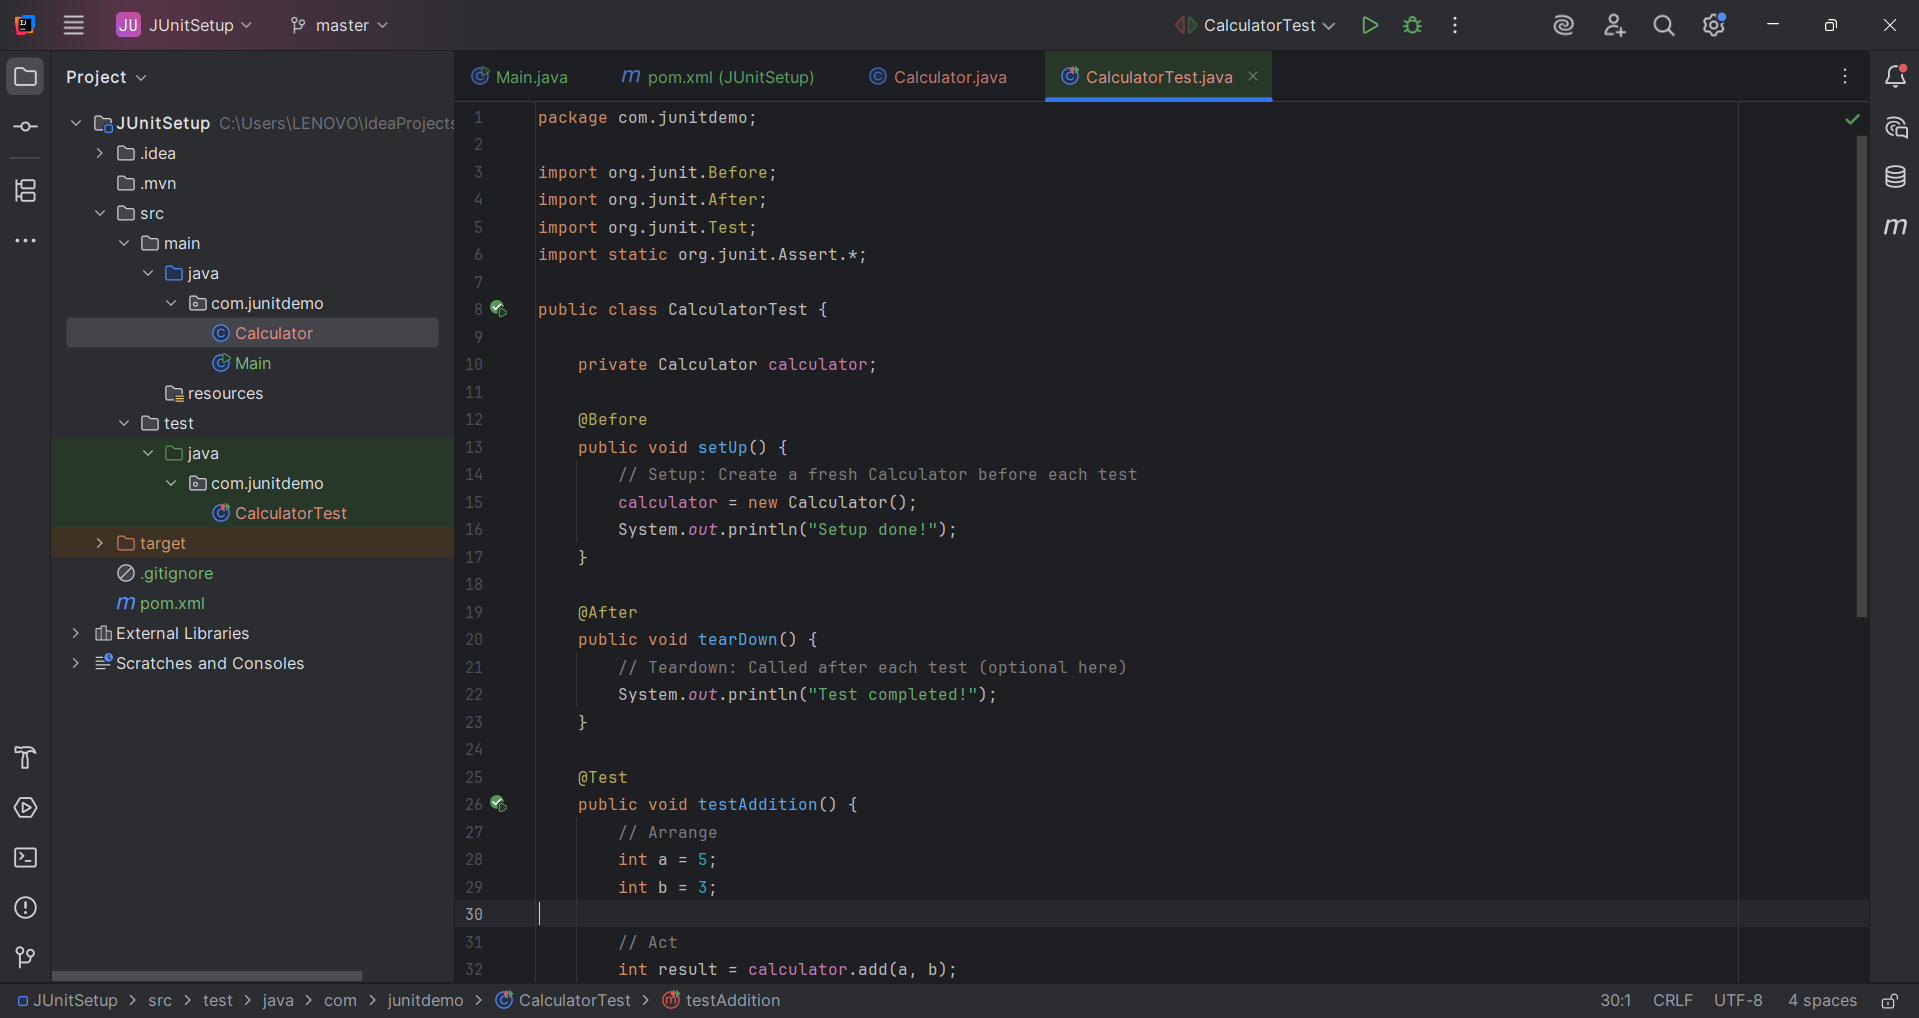 JU JUnitSetup master CalculatorTest
Project
Main.java
m pom.xml (JUnitSetup)
Calculator.java
CalculatorTest.java
JUnitSetup C:\Users\LENOVO\IdeaProjects
.idea
.mvn
src
main
java
com.junitdemo
Calculator
Main
resources
test
java
com.junitdemo
CalculatorTest
target
.gitignore
m pom.xml
External Libraries
Scratches and Consoles
1 package com.junitdemo;
2
3 import org.junit.Before;
4 import org.junit.After;
5 import org.junit.Test;
6 import static org.junit.Assert.*;
7
8 public class CalculatorTest {
9
10 private Calculator calculator;
11
12 @Before
13 public void setUp() {
14 // Setup: Create a fresh Calculator before each test
15 calculator = new Calculator();
16 System.out.println("Setup done!");
17 }
18
19 @After
20 public void tearDown() {
21 // Teardown: Called after each test (optional here)
22 System.out.println("Test completed!");
23 }
24
25 @Test
26 public void testAddition() {
27 // Arrange
28 int a = 5;
29 int b = 3;
30
31 // Act
32 int result = calculator.add(a, b);
m
JUnitSetup > src > test > java > com > junitdemo > CalculatorTest > testAddition
30:1 CRLF UTF-8 4 spaces